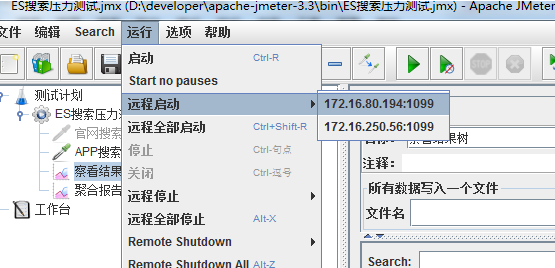 ES搜索压力测试.jmx (D:\developer\apache-jmeter-3.3\bin\ES搜索压力测试.jmx) - Apache JMete
文件 编辑 Search 运行 选项 帮助
启动 Ctrl-R
Start no pauses
远程启动
172.16.80.194:1099
172.16.250.56:1099
远程全部启动 Ctrl+Shift-R
停止 Ctrl-句点
关闭 Ctrl-逗号
远程停止
远程全部停止 Alt-X
Remote Shutdown
Remote Shutdown All Alt-Z
测试计划
ES搜索压力测
官网搜索
APP搜索
察看结果
聚合报告
工作台
察看结果树
注释:
所有数据写入一个文件
文件名
Search: